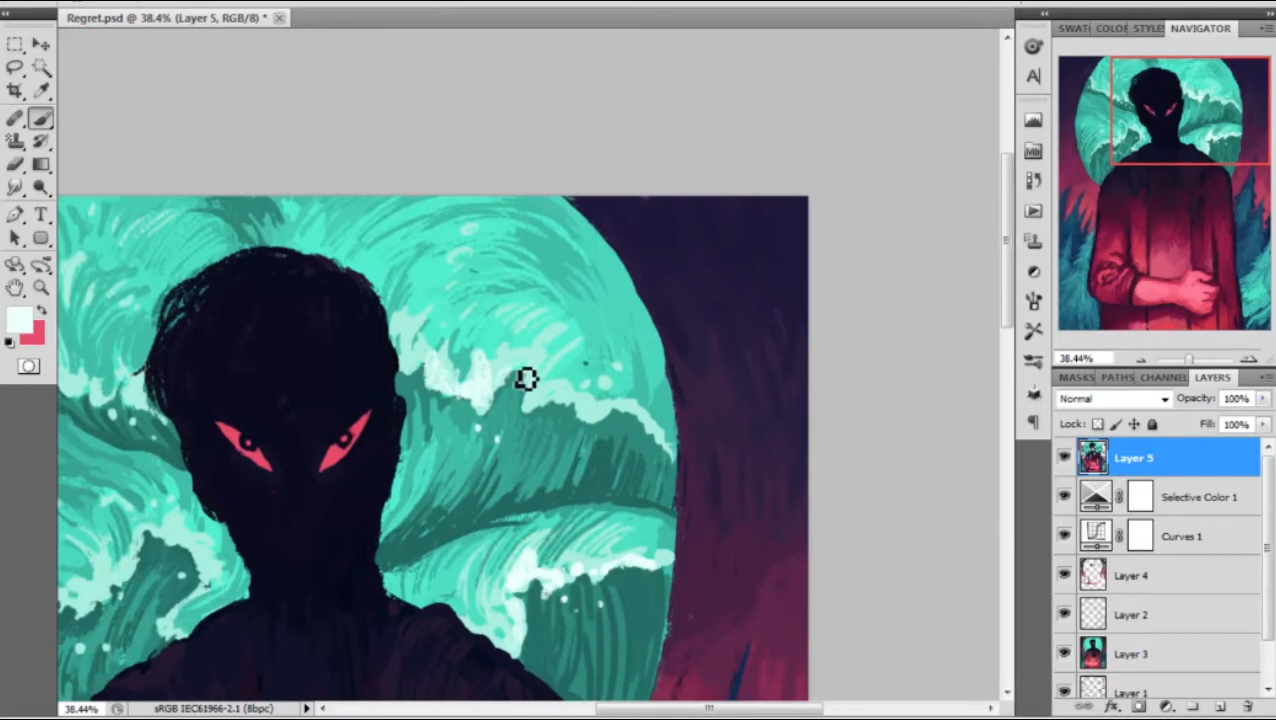 Regret.psd @ 38.4% (Layer 5, RGB/8) *
SWAT COLOR STYLES NAVIGATOR
38.44%
MASKS PATHS CHANNEL LAYERS
Normal Opacity: 100%
Lock: Fill: 100%
Layer 5
Selective Color 1
Curves 1
Layer 4
Layer 2
Layer 3
Layer 1
38.44% sRGB IEC61966-2.1 (8bpc)